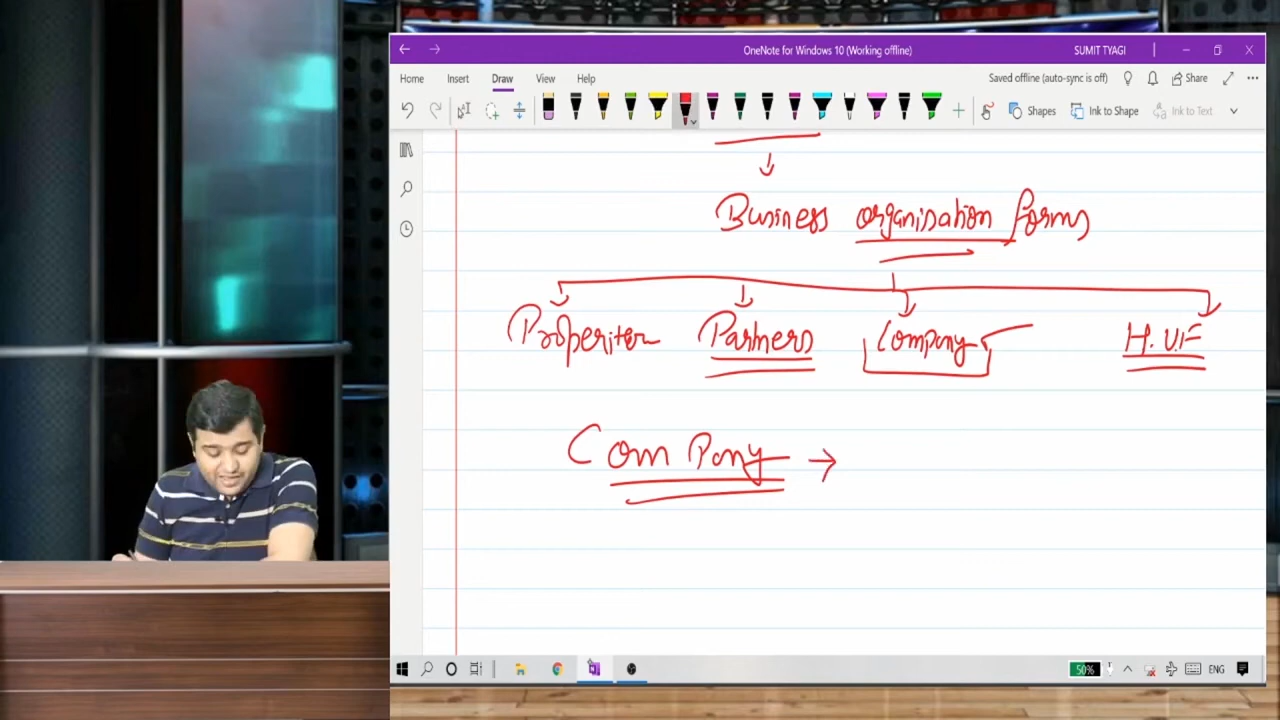 OneNote for Windows 10 (Working offline)
SUMIT TYAGI
Home Insert Draw View Help
Saved offline (auto-sync is off)
Share
Shapes
Ink to Shape
Ink to Text
Business organisation forms
Properiter Partners Company H.U.F
Company →
50%
ENG